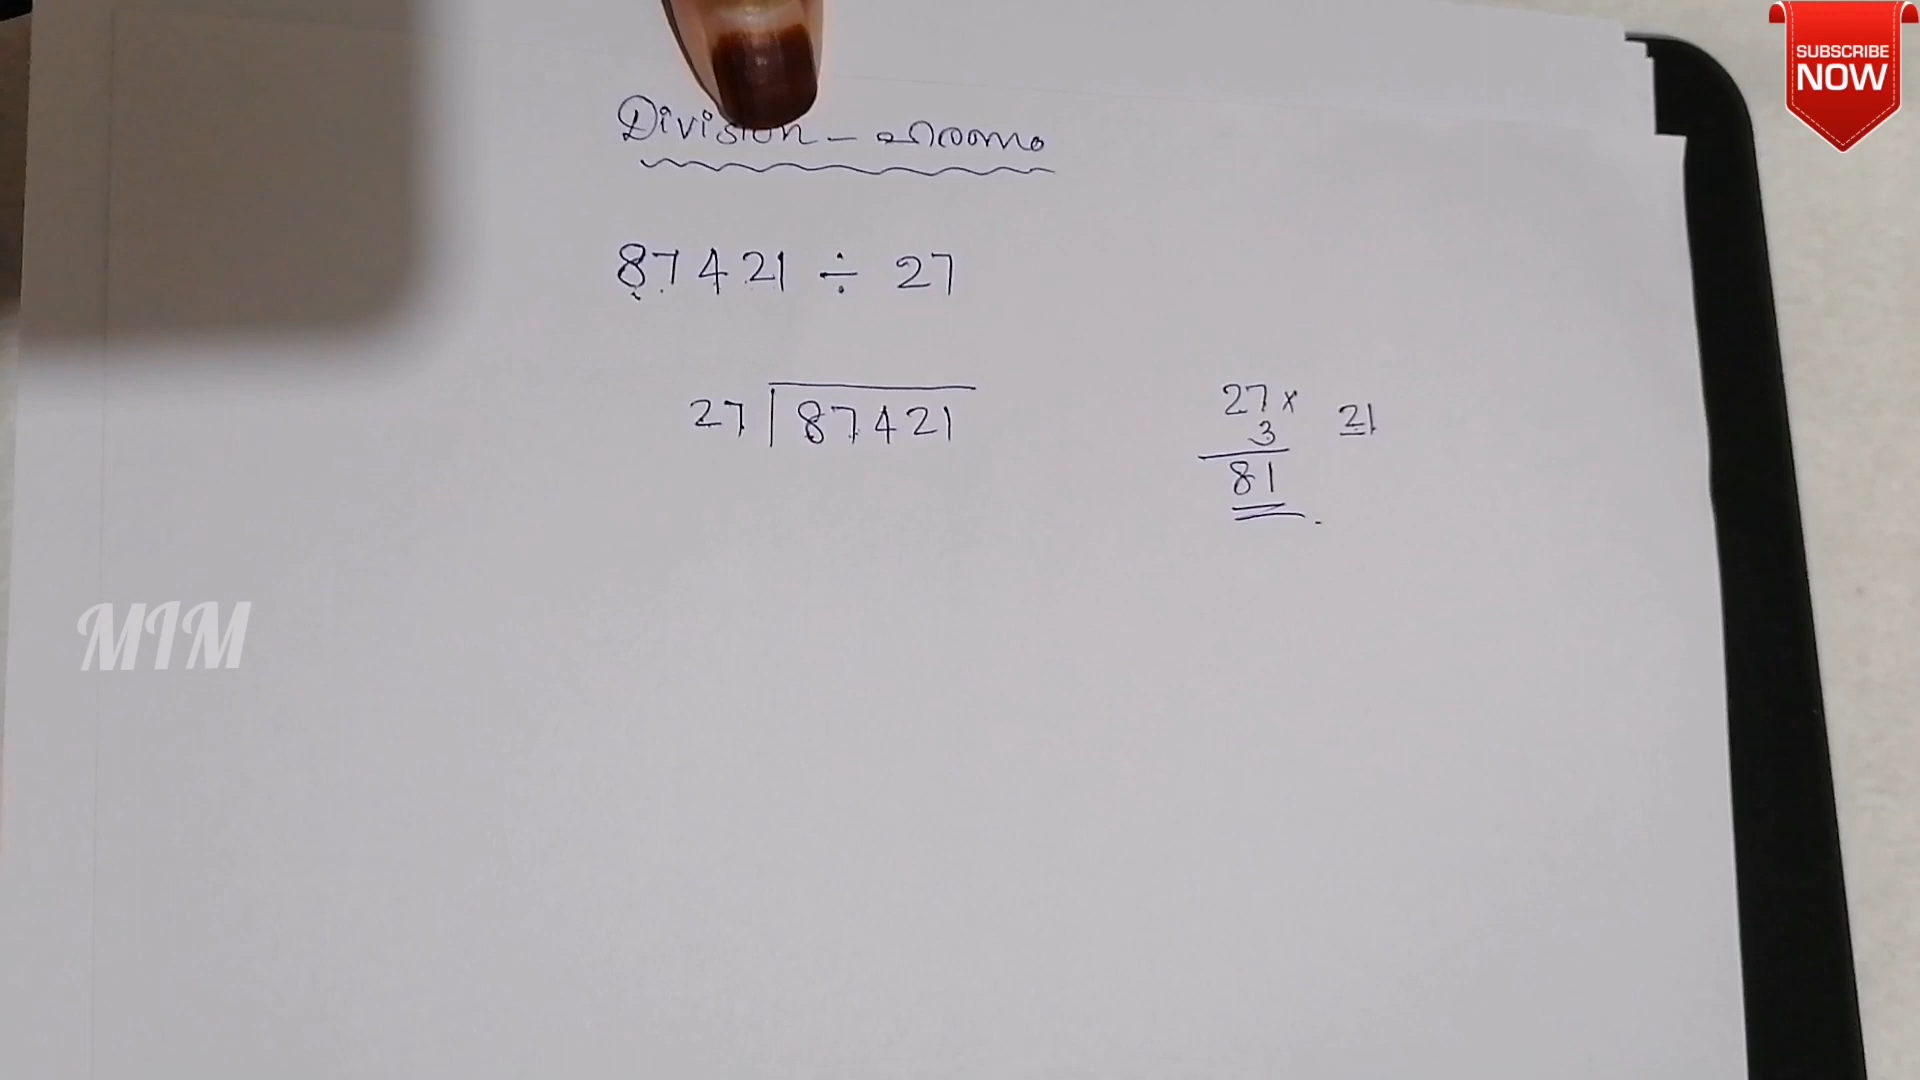 SUBSCRIBE
NOW
Division - ഹരണം
87421 ÷ 27
27 87421
27 x
3
81
21
MIM